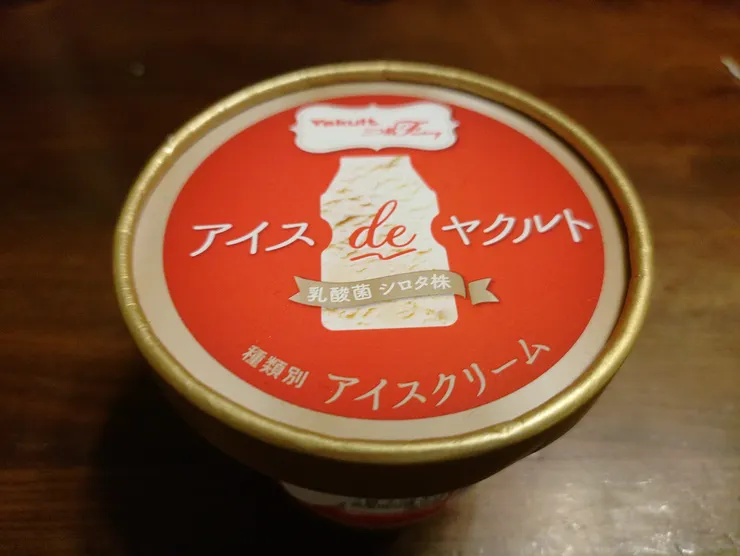 Yakult
アイス de ヤクルト
乳酸菌 シロタ株
種類別 アイスクリーム